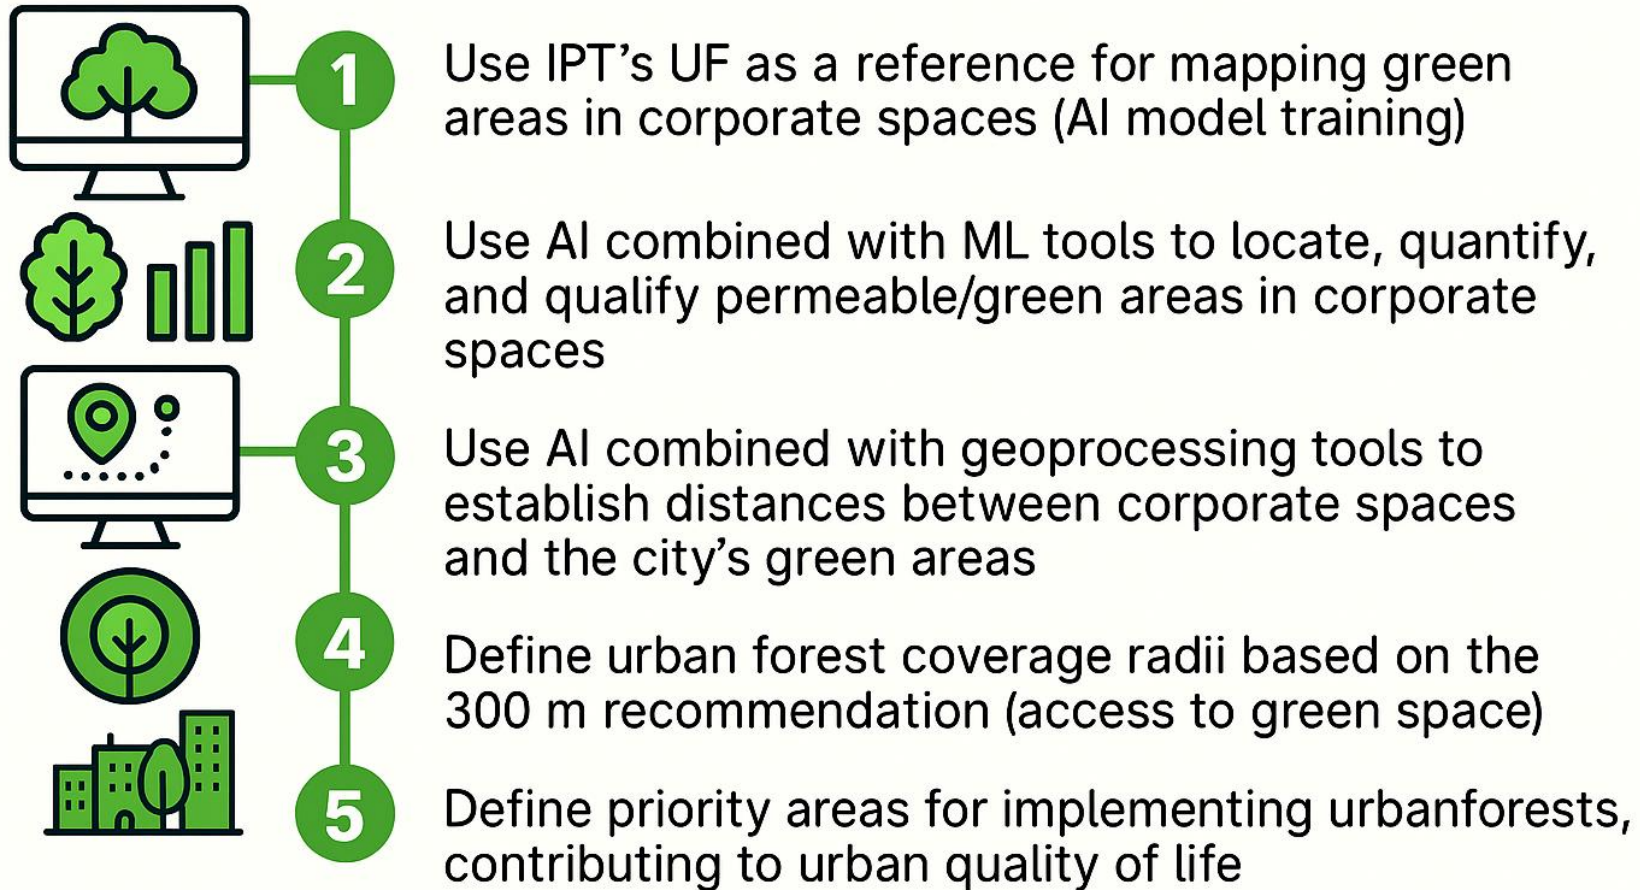 1
Use IPT’s UF as a reference for mapping green
areas in corporate spaces (AI model training)
2
Use AI combined with ML tools to locate, quantify,
and qualify permeable/green areas in corporate
spaces
3
Use AI combined with geoprocessing tools to
establish distances between corporate spaces
and the city’s green areas
4
Define urban forest coverage radii based on the
300 m recommendation (access to green space)
5
Define priority areas for implementing urbanforests,
contributing to urban quality of life